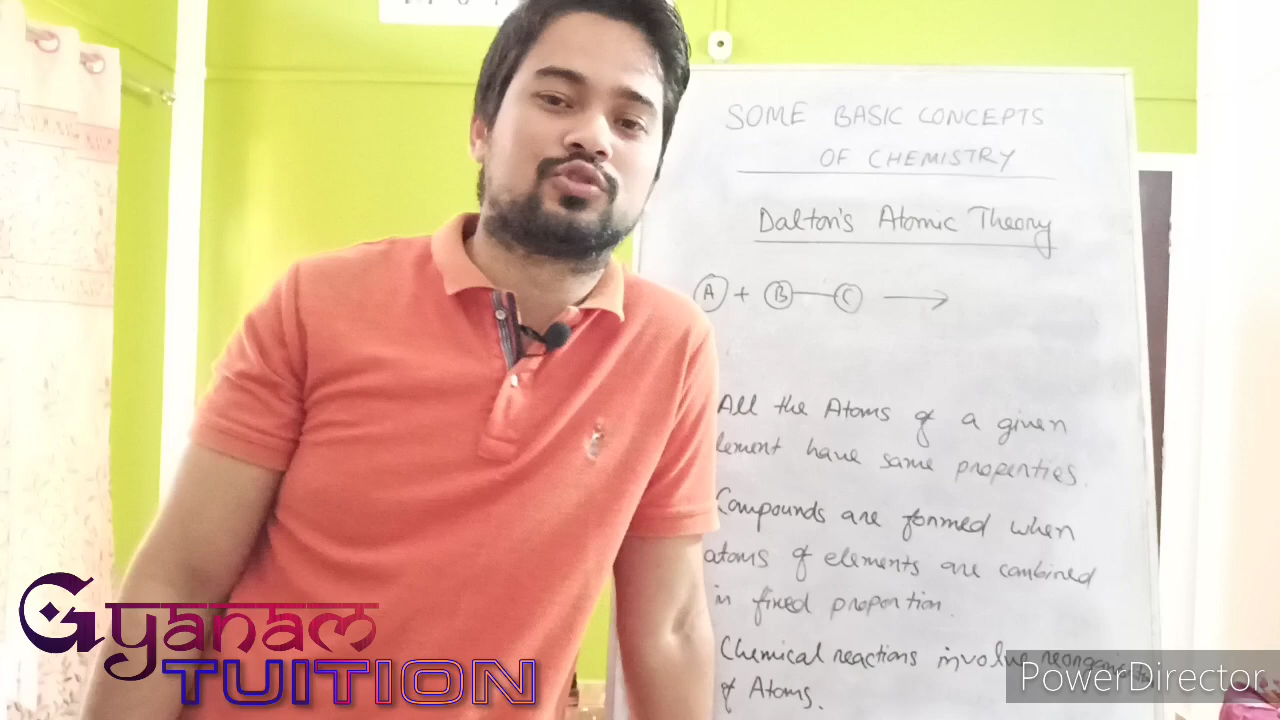 SOME BASIC CONCEPTS
OF CHEMISTRY
Dalton's Atomic Theory
A + B — C →
All the Atoms of a given
lement have same properties.
Compounds are formed when
atoms of elements are combined
in fixed proportion.
Chemical reactions involve
of Atoms.
Gyanam
TUITION
PowerDirector